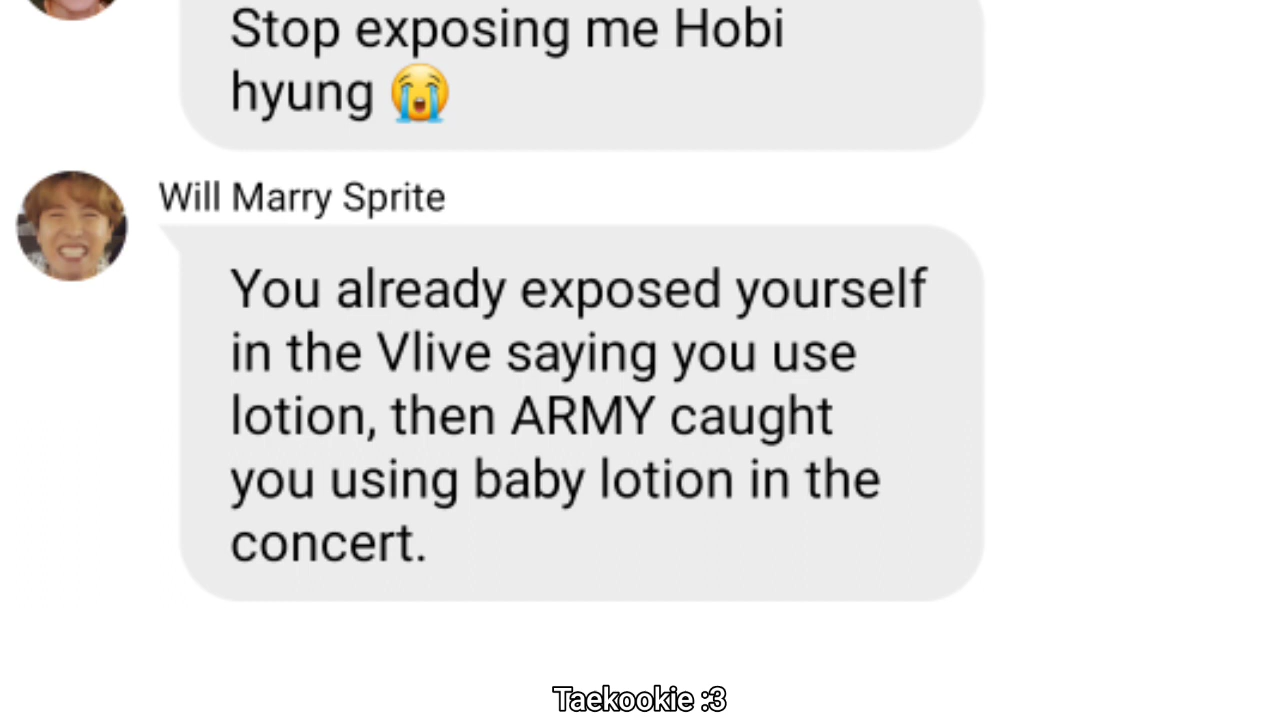 Stop exposing me Hobi
hyung 😭
Will Marry Sprite
You already exposed yourself
in the Vlive saying you use
lotion, then ARMY caught
you using baby lotion in the
concert.
Taekookie :3